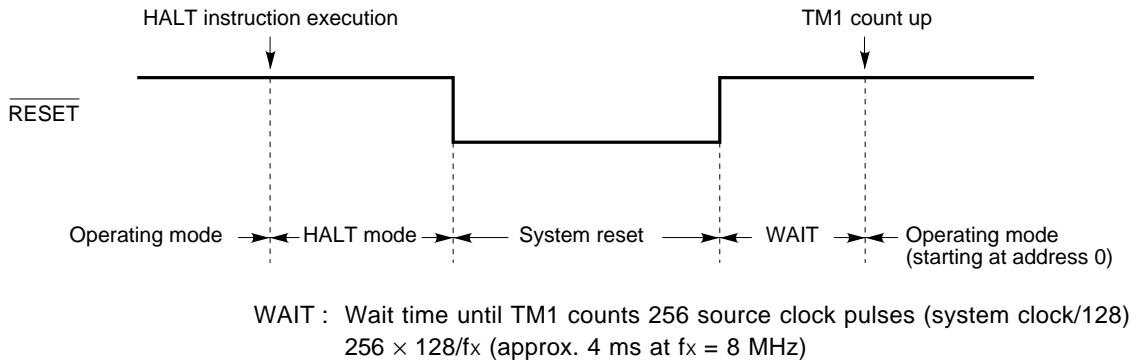 HALT instruction execution
TM1 count up
RESET
Operating mode
HALT mode
System reset
WAIT
Operating mode
(starting at address 0)
WAIT : Wait time until TM1 counts 256 source clock pulses (system clock/128)
256 × 128/fx (approx. 4 ms at fx = 8 MHz)